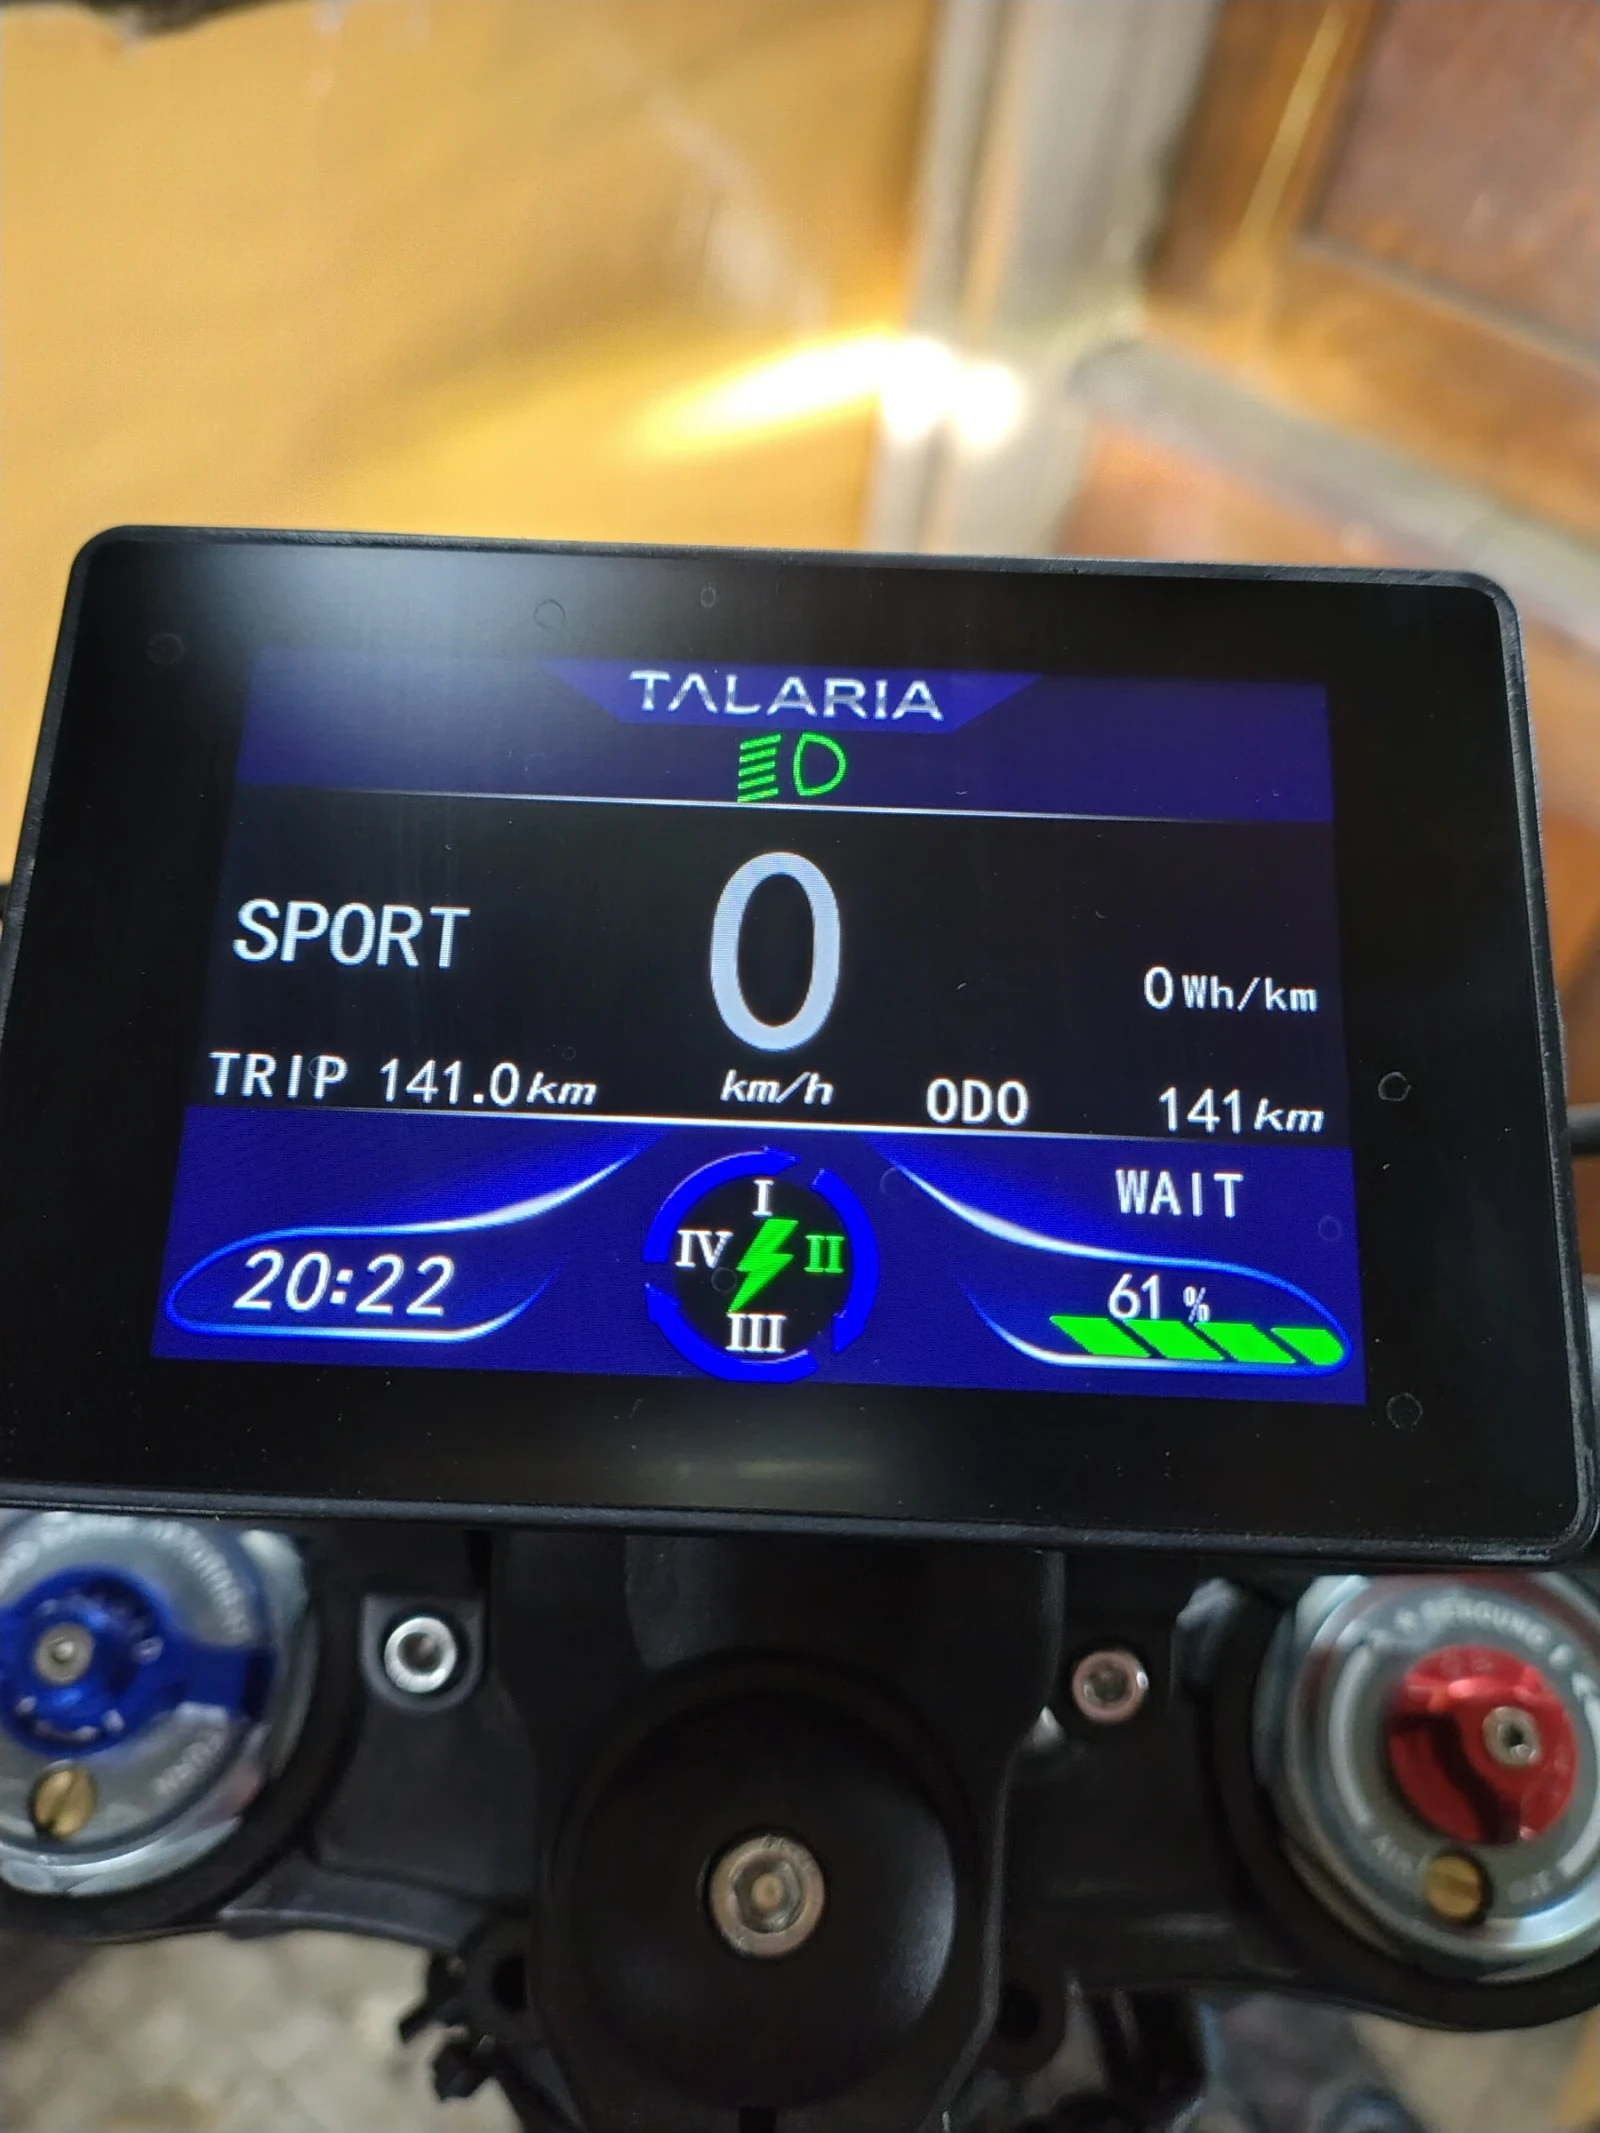 TALARIA
SPORT
0
0 Wh/km
TRIP 141.0 km
km/h
ODO 141 km
WAIT
I
IV II
III
20:22
61 %